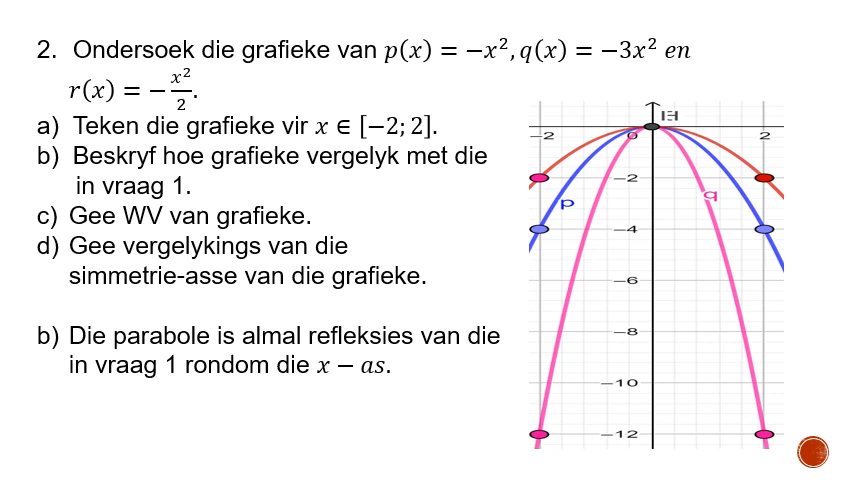 2. Ondersoek die grafieke van p(x) = −x², q(x) = −3x² en
r(x) = −x²/2.
a) Teken die grafieke vir x ∈ [−2; 2].
b) Beskryf hoe grafieke vergelyk met die
in vraag 1.
c) Gee WV van grafieke.
d) Gee vergelykings van die
simmetrie-asse van die grafieke.
b) Die parabole is almal refleksies van die
in vraag 1 rondom die x − as.
−2 0 2
−2
p q
−4
−6
−8
−10
−12